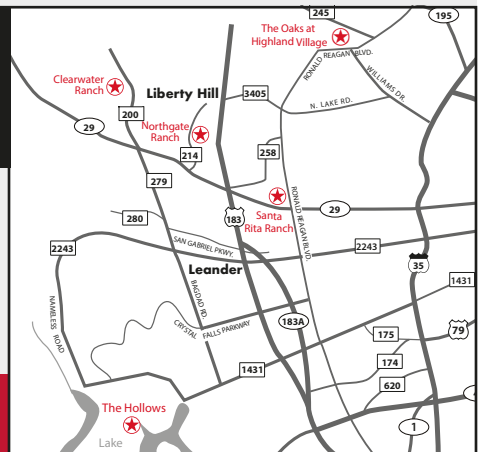 245
195
The Oaks at
Highland Village
RONALD REAGAN BLVD.
WILLIAMS DR.
Clearwater
Ranch
Liberty Hill
3405
N. LAKE RD.
200
29
Northgate
Ranch
214
258
279
RONALD REAGAN BLVD.
29
Santa
Rita Ranch
183
280
SAN GABRIEL PKWY.
2243
2243
35
Leander
1431
BAGDAD RD.
NAMELESS ROAD
CRYSTAL FALLS PARKWAY
183A
175
79
174
1431
620
The Hollows
1
Lake